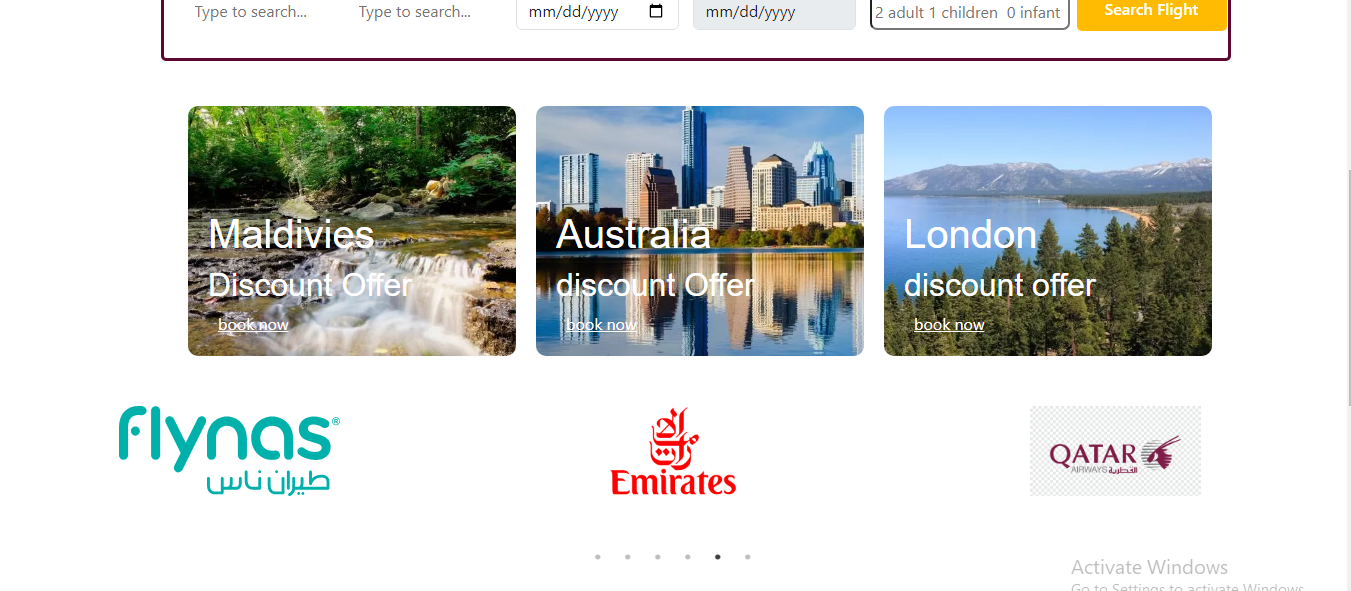 Type to search...
Type to search...
mm/dd/yyyy
mm/dd/yyyy
2 adult 1 children 0 infant
Search Flight
Maldivies
Discount Offer
book now
Australia
discount Offer
book now
London
discount offer
book now
flynas®
طيران ناس
الإمارات
Emirates
QATAR
AIRWAYS القطرية
Activate Windows
Go to Settings to activate Windows.